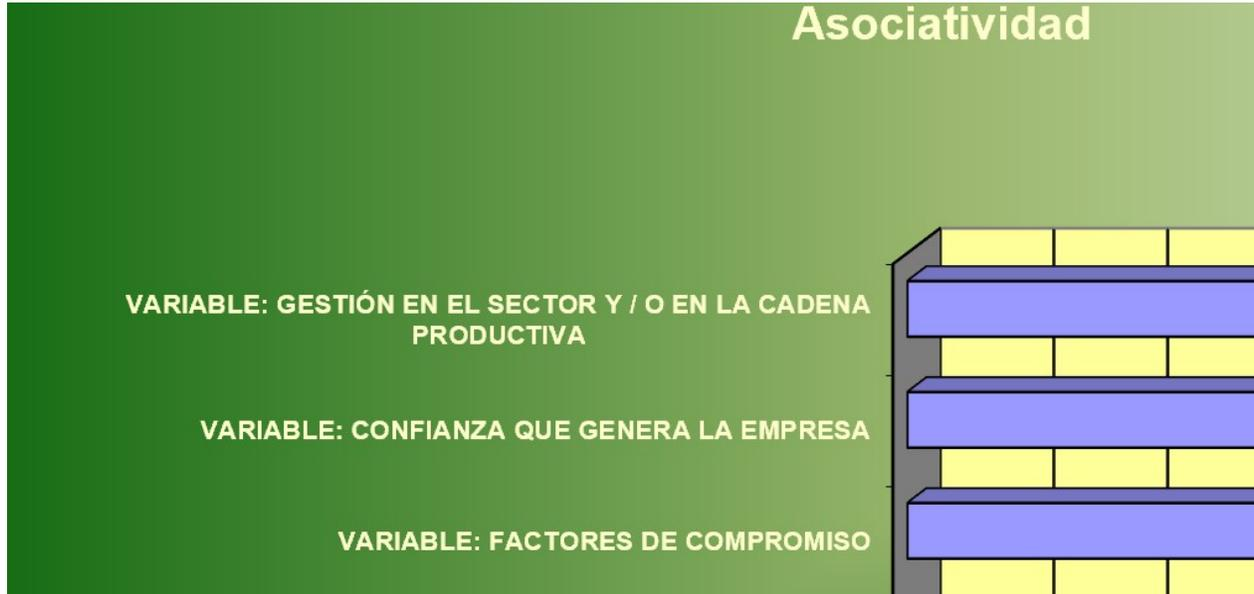 Asociatividad
VARIABLE: GESTIÓN EN EL SECTOR Y / O EN LA CADENA
PRODUCTIVA
VARIABLE: CONFIANZA QUE GENERA LA EMPRESA
VARIABLE: FACTORES DE COMPROMISO